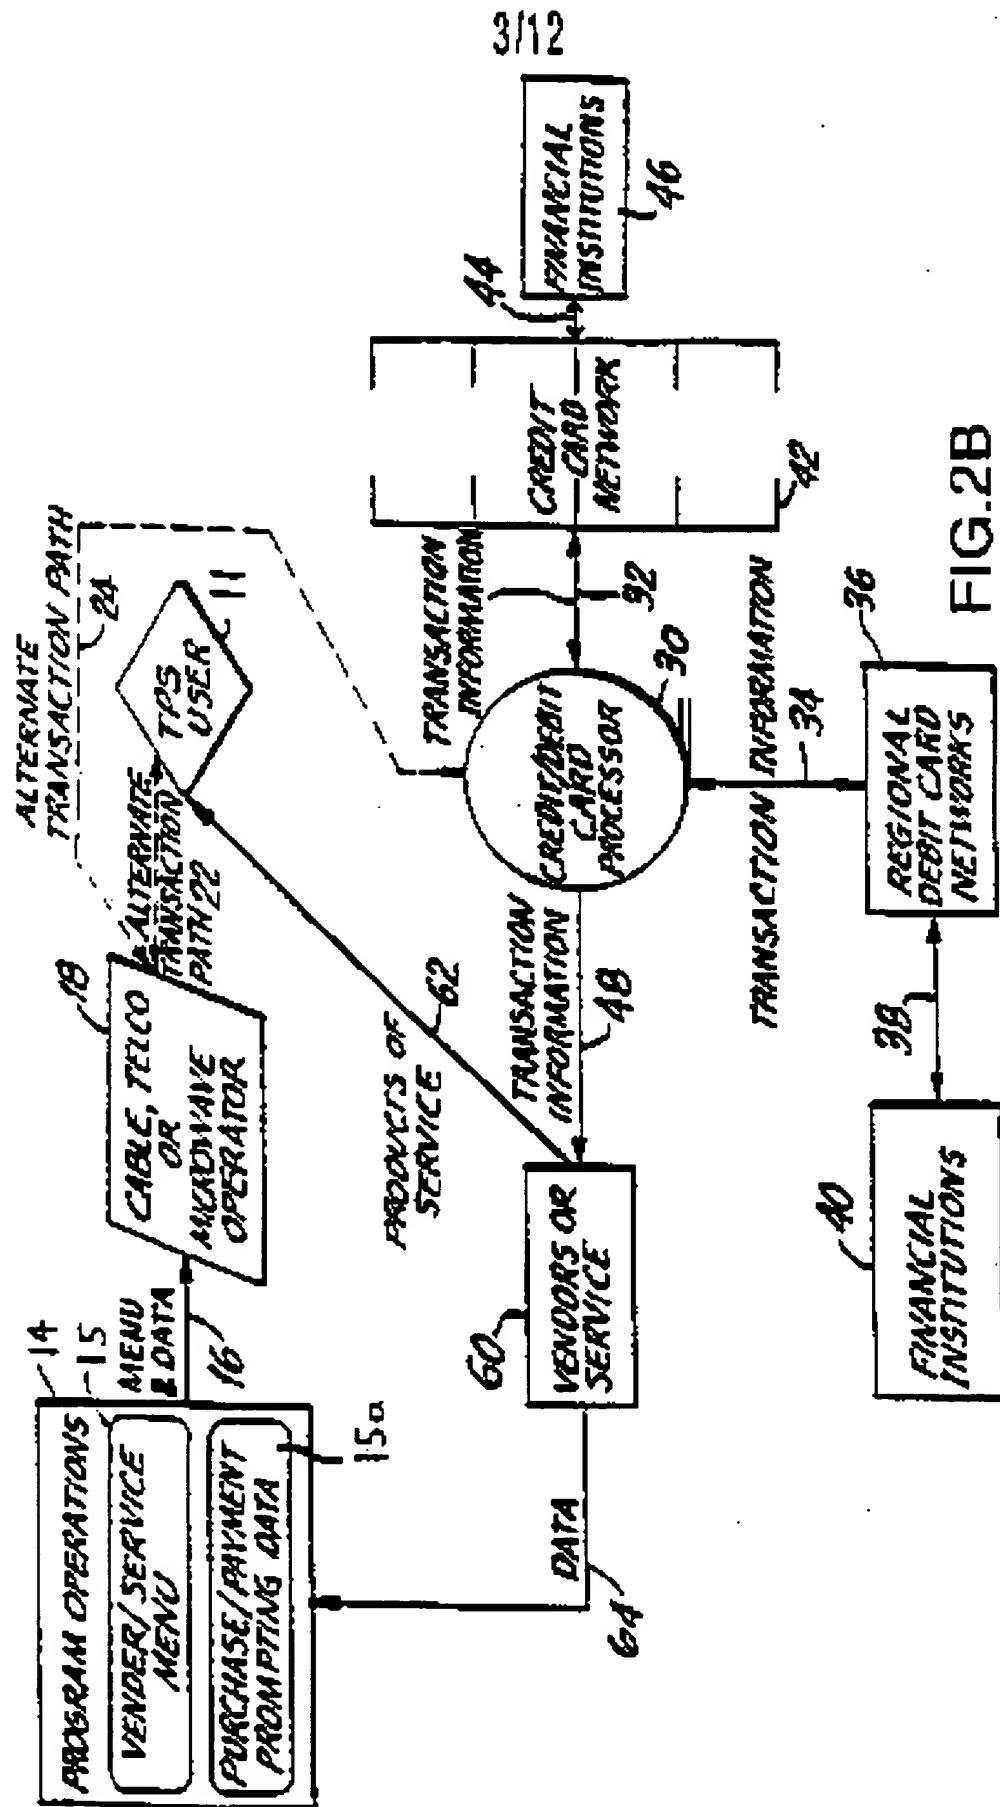 3/12
PROGRAM OPERATIONS
14
15
VENDER/SERVICE
MENU
PURCHASE/PAYMENT
PROMPTING DATA
15a
MENU
& DATA
16
CABLE, TELCO
OR
MICROWAVE
OPERATOR
18
ALTERNATE
TRANSACTION
PATH 22
ALTERNATE
TRANSACTION PATH
24
TPS
USER
11
PRODUCTS OF
SERVICE
62
DATA
64
60
VENDORS OR
SERVICE
TRANSACTION
INFORMATION
48
CREDIT/DEBIT
CARD
PROCESSOR
30
TRANSACTION
INFORMATION
32
CREDIT
CARD
NETWORK
42
44
FINANCIAL
INSTITUTIONS
46
TRANSACTION INFORMATION
34
REGIONAL
DEBIT CARD
NETWORKS
36
38
FINANCIAL
INSTITUTIONS
40
FIG.2B